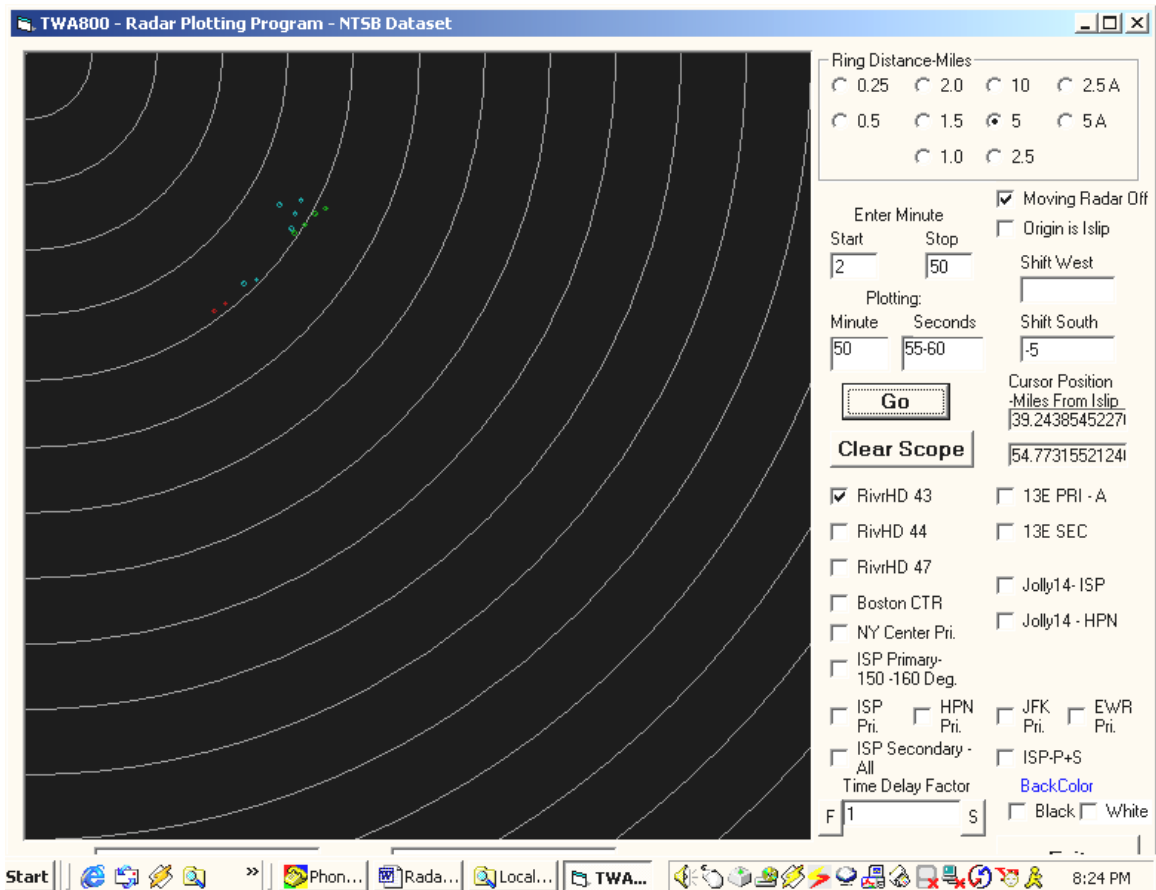 TWA800 - Radar Plotting Program - NTSB Dataset
Ring Distance-Miles
0.25 2.0 10 2.5 A
0.5 1.5 5 5 A
1.0 2.5
Moving Radar Off
Enter Minute
Origin is Islip
Start Stop
2 50
Shift West
Plotting:
Minute Seconds
50 55-60
Shift South
-5
Cursor Position
-Miles From Islip
39.2438545227
54.7731552124
Go
Clear Scope
RivrHD 43 13E PRI - A
RivHD 44 13E SEC
RivrHD 47
Jolly14- ISP
Boston CTR
Jolly14 - HPN
NY Center Pri.
ISP Primary-
150 -160 Deg.
ISP Pri. HPN Pri. JFK Pri. EWR Pri.
ISP Secondary -
All
ISP-P+S
Time Delay Factor
BackColor
F 1 S
Black White
Start » Phon... Rada... Local... TWA... 8:24 PM